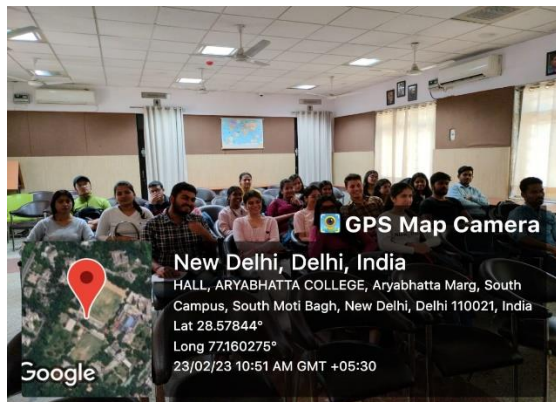 GPS Map Camera
New Delhi, Delhi, India
HALL, ARYABHATTA COLLEGE, Aryabhatta Marg, South
Campus, South Moti Bagh, New Delhi, Delhi 110021, India
Lat 28.57844°
Long 77.160275°
23/02/23 10:51 AM GMT +05:30
Google